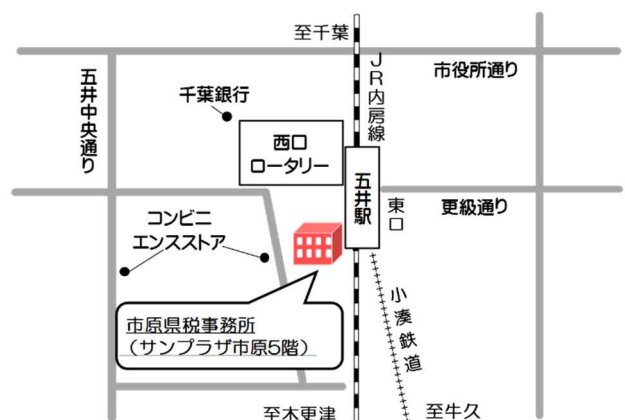 至千葉
JR内房線
市役所通り
五井中央通り
千葉銀行
西口
ロータリー
五井駅
東口
更級通り
コンビニ
エンスストア
市原県税事務所
（サンプラザ市原5階）
小湊鉄道
至木更津
至牛久